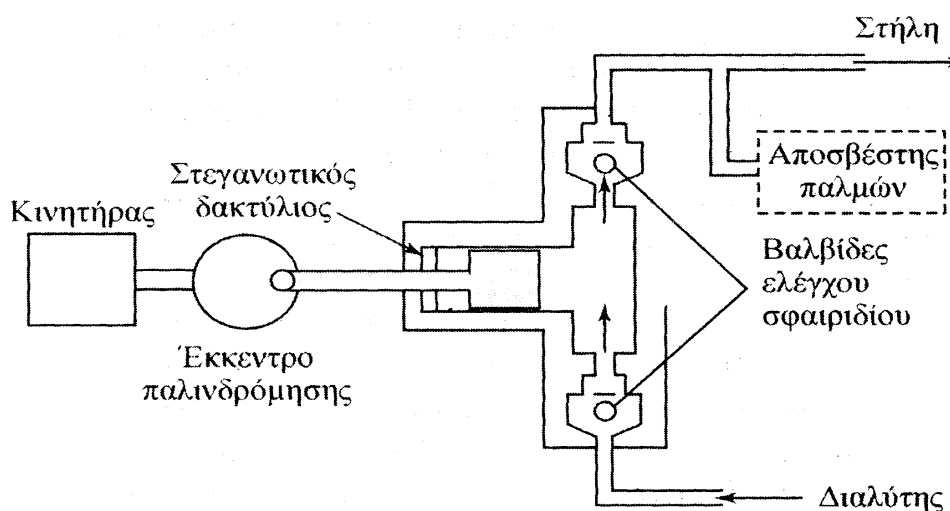 Στήλη
Αποσβέστης
παλμών
Στεγανωτικός
δακτύλιος
Κινητήρας
Βαλβίδες
ελέγχου
σφαιριδίου
Έκκεντρο
παλινδρόμησης
Διαλύτης